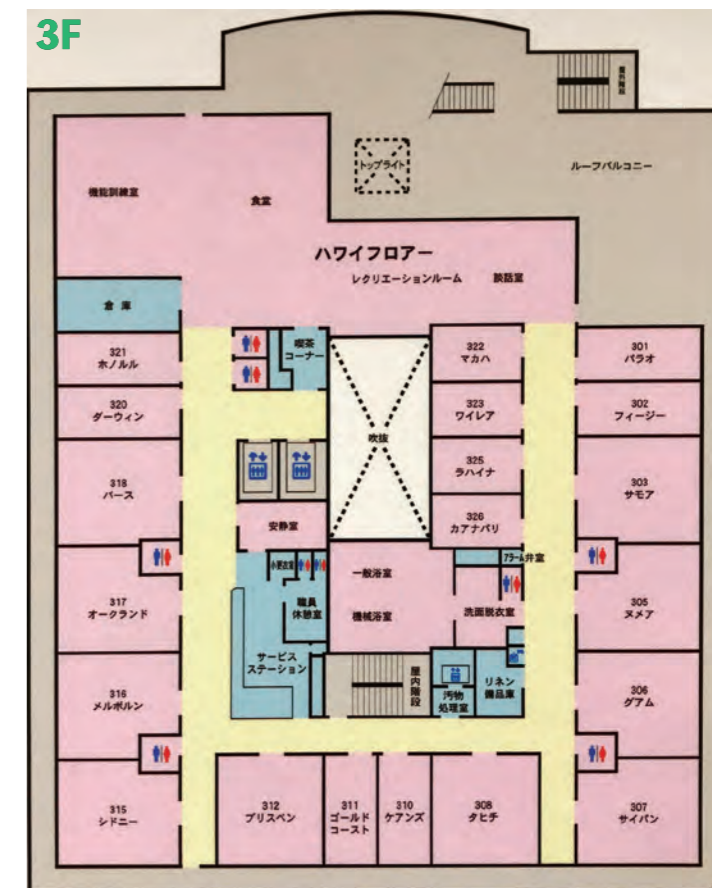 3F
屋外階段
トップライト
ルーフバルコニー
機能訓練室
食堂
ハワイフロアー
レクリエーションルーム
談話室
倉庫
喫茶
コーナー
321
ホノルル
322
マカハ
301
パラオ
320
ダーウィン
323
ワイレア
302
フィージー
吹抜
318
パース
325
ラハイナ
303
サモア
安静室
326
カアナパリ
小更衣室
アラーム弁室
一般浴室
職員
休憩室
機械浴室
洗面脱衣室
317
オークランド
305
ヌメア
サービス
ステーション
屋内階段
汚物
処理室
リネン
備品庫
316
メルボルン
306
グアム
315
シドニー
312
ブリスベン
311
ゴールド
コースト
310
ケアンズ
308
タヒチ
307
サイパン